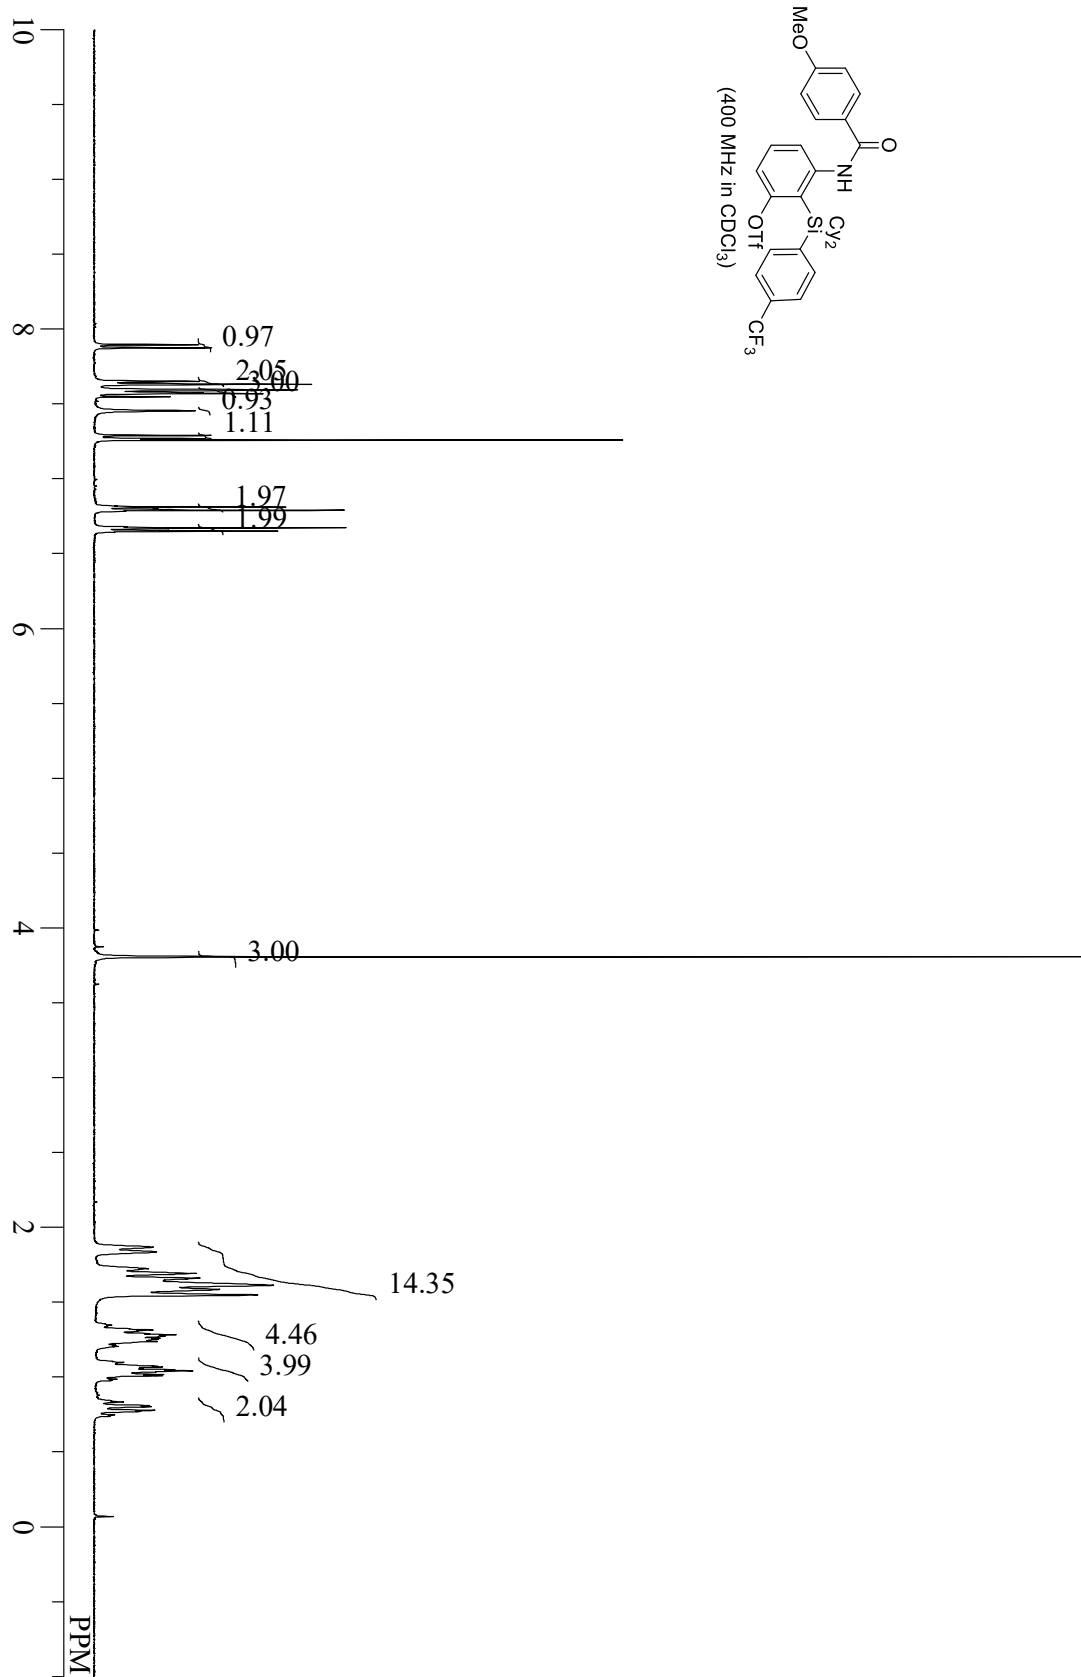 MeO
O
NH
Cy2
Si
OTf
CF3
(400 MHz in CDCl3)
0.97
2.05
3.00
0.93
1.11
1.97
1.99
3.00
14.35
4.46
3.99
2.04
10
8
6
4
2
0
PPM